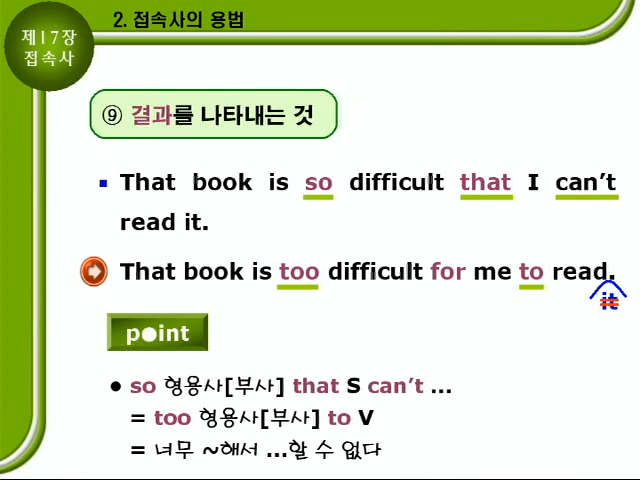 제17장
접속사
2. 접속사의 용법
⑨ 결과를 나타내는 것
▪ That book is so difficult that I can't
read it.
That book is too difficult for me to read.
it
point
● so 형용사[부사] that S can't ...
= too 형용사[부사] to V
= 너무 ~해서 ...할 수 없다